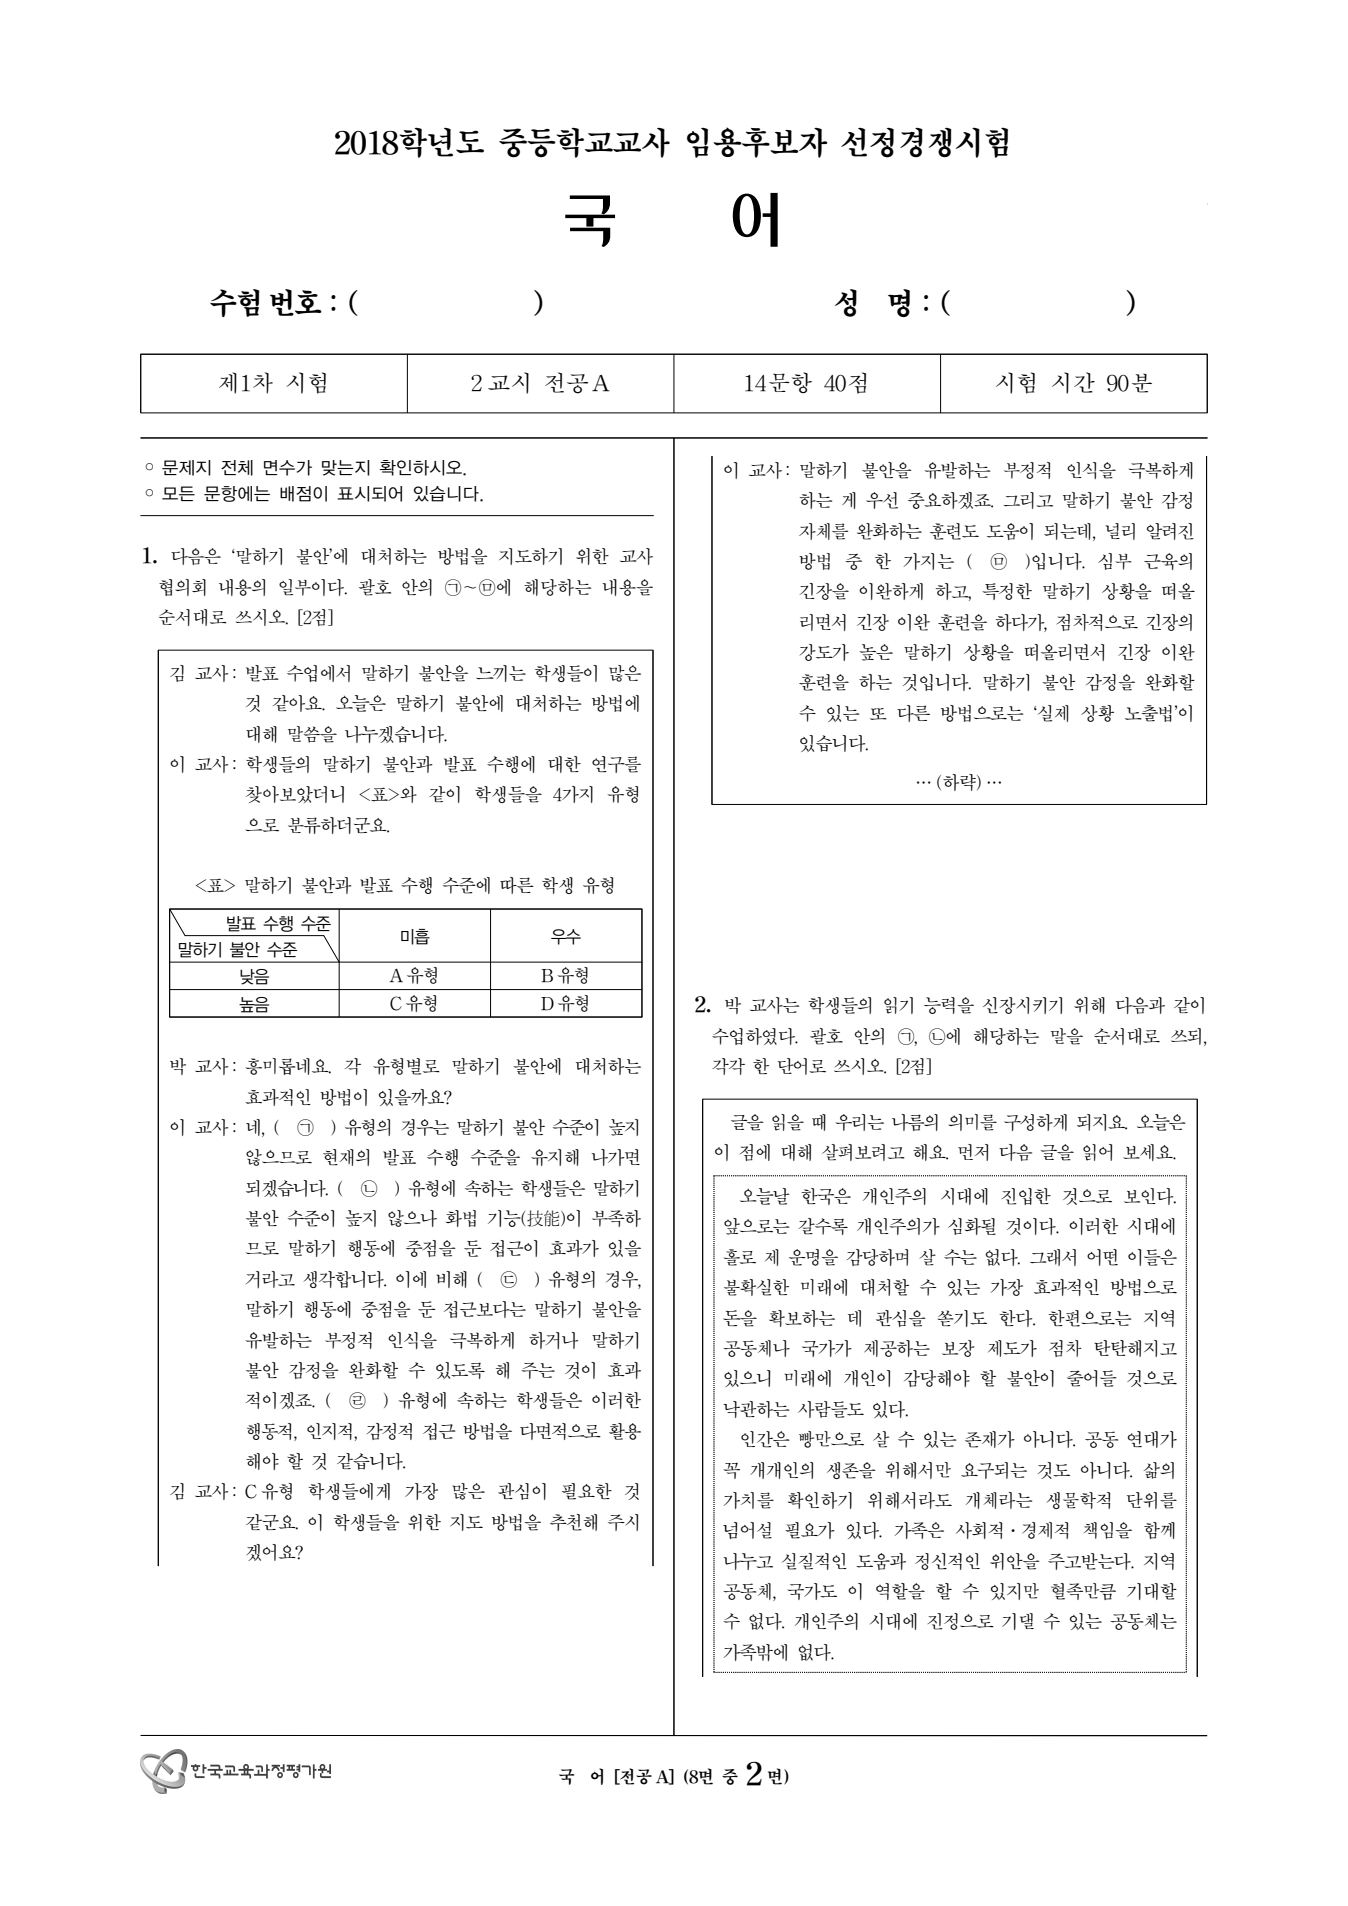 2018학년도 중등학교교사 임용후보자 선정경쟁시험
국 어
수험 번호 : ( )
성 명 : ( )
제1차 시험
2 교시 전공 A
14문항 40점
시험 시간 90분
○ 문제지 전체 면수가 맞는지 확인하시오.
○ 모든 문항에는 배점이 표시되어 있습니다.
1. 다음은 ‘말하기 불안’에 대처하는 방법을 지도하기 위한 교사
협의회 내용의 일부이다. 괄호 안의 ㉠～㉤에 해당하는 내용을
순서대로 쓰시오. [2점]
김 교사 : 발표 수업에서 말하기 불안을 느끼는 학생들이 많은
것 같아요. 오늘은 말하기 불안에 대처하는 방법에
대해 말씀을 나누겠습니다.
이 교사 : 학생들의 말하기 불안과 발표 수행에 대한 연구를
찾아보았더니 <표>와 같이 학생들을 4가지 유형
으로 분류하더군요.
<표> 말하기 불안과 발표 수행 수준에 따른 학생 유형
발표 수행 수준
말하기 불안 수준
미흡
우수
낮음
A 유형
B 유형
높음
C 유형
D 유형
박 교사 : 흥미롭네요. 각 유형별로 말하기 불안에 대처하는
효과적인 방법이 있을까요?
이 교사 : 네, ( ㉠ ) 유형의 경우는 말하기 불안 수준이 높지
않으므로 현재의 발표 수행 수준을 유지해 나가면
되겠습니다. ( ㉡ ) 유형에 속하는 학생들은 말하기
불안 수준이 높지 않으나 화법 기능(技能)이 부족하
므로 말하기 행동에 중점을 둔 접근이 효과가 있을
거라고 생각합니다. 이에 비해 ( ㉢ ) 유형의 경우,
말하기 행동에 중점을 둔 접근보다는 말하기 불안을
유발하는 부정적 인식을 극복하게 하거나 말하기
불안 감정을 완화할 수 있도록 해 주는 것이 효과
적이겠죠. ( ㉣ ) 유형에 속하는 학생들은 이러한
행동적, 인지적, 감정적 접근 방법을 다면적으로 활용
해야 할 것 같습니다.
김 교사 : C 유형 학생들에게 가장 많은 관심이 필요한 것
같군요. 이 학생들을 위한 지도 방법을 추천해 주시
겠어요?
이 교사 : 말하기 불안을 유발하는 부정적 인식을 극복하게
하는 게 우선 중요하겠죠. 그리고 말하기 불안 감정
자체를 완화하는 훈련도 도움이 되는데, 널리 알려진
방법 중 한 가지는 ( ㉤ )입니다. 심부 근육의
긴장을 이완하게 하고, 특정한 말하기 상황을 떠올
리면서 긴장 이완 훈련을 하다가, 점차적으로 긴장의
강도가 높은 말하기 상황을 떠올리면서 긴장 이완
훈련을 하는 것입니다. 말하기 불안 감정을 완화할
수 있는 또 다른 방법으로는 ‘실제 상황 노출법’이
있습니다.
… (하략) …
2. 박 교사는 학생들의 읽기 능력을 신장시키기 위해 다음과 같이
수업하였다. 괄호 안의 ㉠, ㉡에 해당하는 말을 순서대로 쓰되,
각각 한 단어로 쓰시오. [2점]
글을 읽을 때 우리는 나름의 의미를 구성하게 되지요. 오늘은
이 점에 대해 살펴보려고 해요. 먼저 다음 글을 읽어 보세요.
오늘날 한국은 개인주의 시대에 진입한 것으로 보인다.
앞으로는 갈수록 개인주의가 심화될 것이다. 이러한 시대에
홀로 제 운명을 감당하며 살 수는 없다. 그래서 어떤 이들은
불확실한 미래에 대처할 수 있는 가장 효과적인 방법으로
돈을 확보하는 데 관심을 쏟기도 한다. 한편으로는 지역
공동체나 국가가 제공하는 보장 제도가 점차 탄탄해지고
있으니 미래에 개인이 감당해야 할 불안이 줄어들 것으로
낙관하는 사람들도 있다.
인간은 빵만으로 살 수 있는 존재가 아니다. 공동 연대가
꼭 개개인의 생존을 위해서만 요구되는 것도 아니다. 삶의
가치를 확인하기 위해서라도 개체라는 생물학적 단위를
넘어설 필요가 있다. 가족은 사회적・경제적 책임을 함께
나누고 실질적인 도움과 정신적인 위안을 주고받는다. 지역
공동체, 국가도 이 역할을 할 수 있지만 혈족만큼 기대할
수 없다. 개인주의 시대에 진정으로 기댈 수 있는 공동체는
가족밖에 없다.
한국교육과정평가원
국 어 [전공 A] (8면 중 2 면)